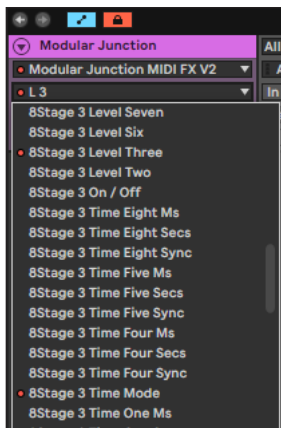 Modular Junction
All
Modular Junction MIDI FX V2
L 3
In
8Stage 3 Level Seven
8Stage 3 Level Six
8Stage 3 Level Three
8Stage 3 Level Two
8Stage 3 On / Off
8Stage 3 Time Eight Ms
8Stage 3 Time Eight Secs
8Stage 3 Time Eight Sync
8Stage 3 Time Five Ms
8Stage 3 Time Five Secs
8Stage 3 Time Five Sync
8Stage 3 Time Four Ms
8Stage 3 Time Four Secs
8Stage 3 Time Four Sync
8Stage 3 Time Mode
8Stage 3 Time One Ms